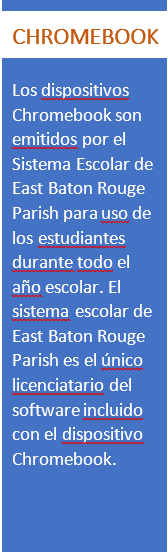 CHROMEBOOK
Los dispositivos
Chromebook son
emitidos por el
Sistema Escolar de
East Baton Rouge
Parish para uso de
los estudiantes
durante todo el
año escolar. El
sistema escolar de
East Baton Rouge
Parish es el único
licenciatario del
software incluido
con el dispositivo
Chromebook.